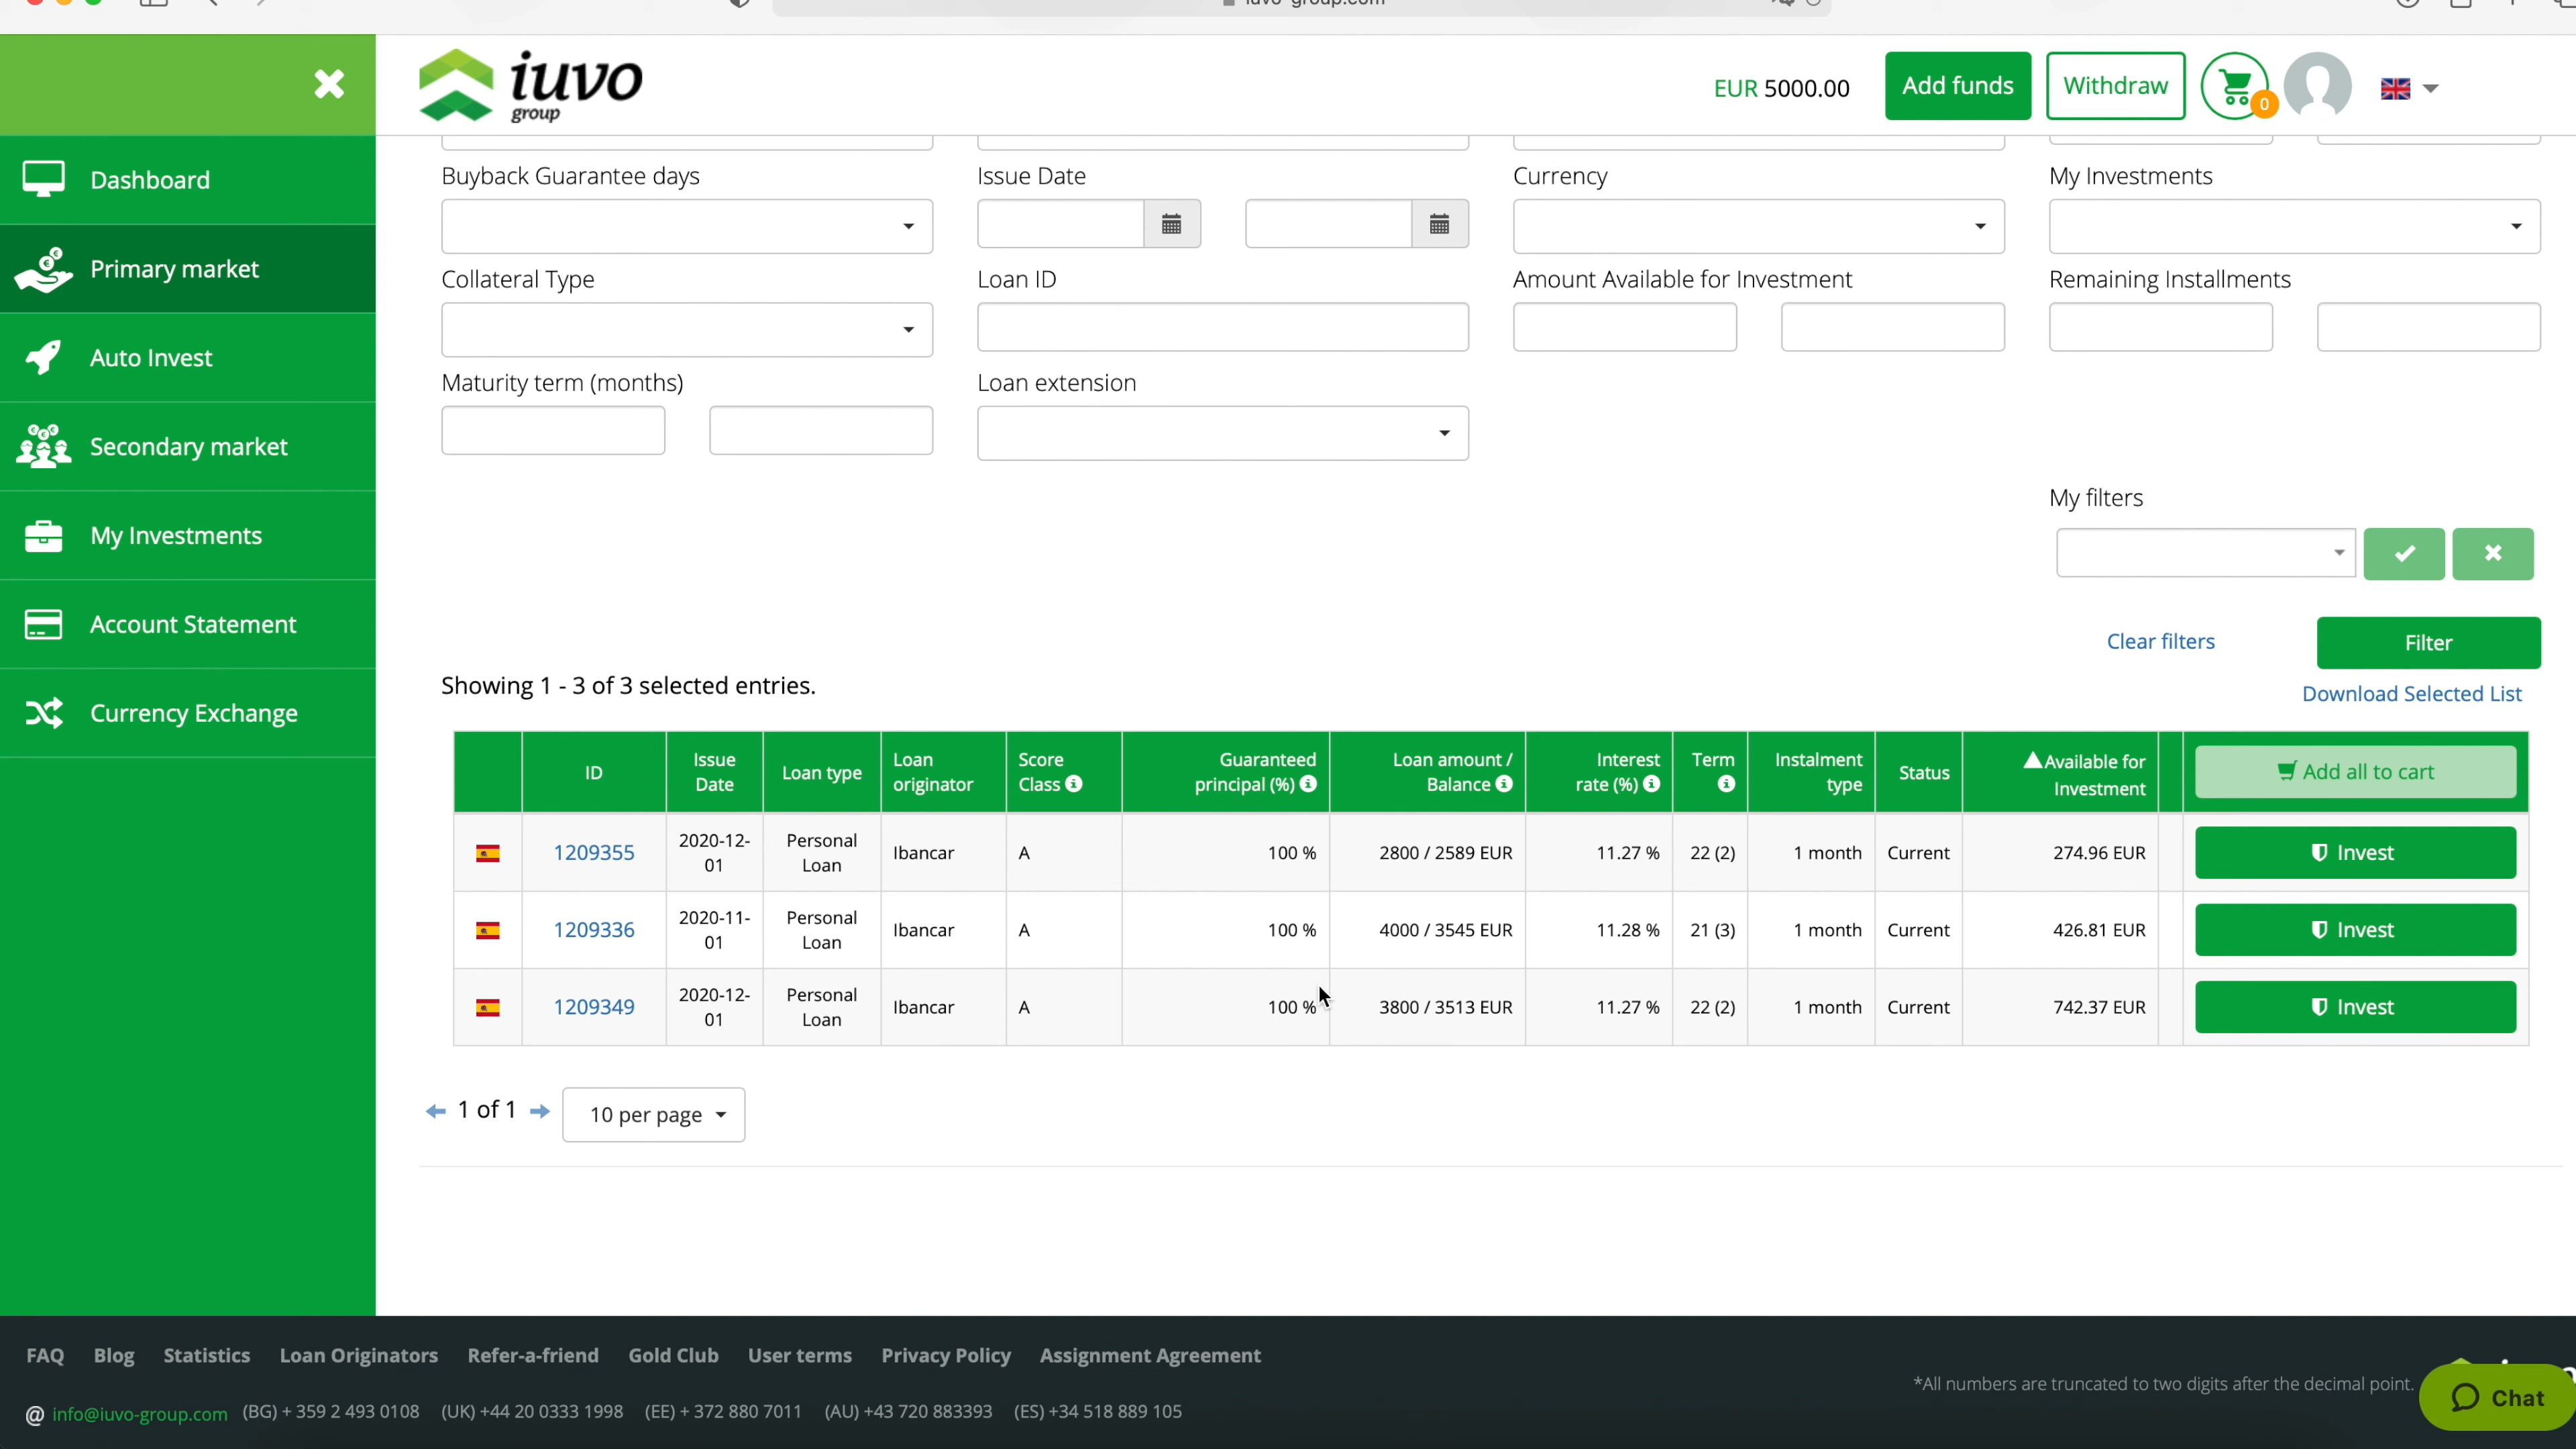 iuvo-group.com
iuvo
group
EUR 5000.00
Add funds
Withdraw
0
Dashboard
Primary market
Auto Invest
Secondary market
My Investments
Account Statement
Currency Exchange
Buyback Guarantee days
Issue Date
Currency
My Investments
Collateral Type
Loan ID
Amount Available for Investment
Remaining Installments
Maturity term (months)
Loan extension
My filters
Clear filters
Filter
Showing 1 - 3 of 3 selected entries.
Download Selected List
ID
Issue
Date
Loan type
Loan
originator
Score
Class
Guaranteed
principal (%)
Loan amount /
Balance
Interest
rate (%)
Term
Instalment
type
Status
Available for
Investment
Add all to cart
1209355
2020-12-
01
Personal
Loan
Ibancar
A
100 %
2800 / 2589 EUR
11.27 %
22 (2)
1 month
Current
274.96 EUR
Invest
1209336
2020-11-
01
Personal
Loan
Ibancar
A
100 %
4000 / 3545 EUR
11.28 %
21 (3)
1 month
Current
426.81 EUR
Invest
1209349
2020-12-
01
Personal
Loan
Ibancar
A
100 %
3800 / 3513 EUR
11.27 %
22 (2)
1 month
Current
742.37 EUR
Invest
1 of 1
10 per page
FAQ Blog Statistics Loan Originators Refer-a-friend Gold Club User terms Privacy Policy Assignment Agreement
@ info@iuvo-group.com (BG) + 359 2 493 0108 (UK) +44 20 0333 1998 (EE) + 372 880 7011 (AU) +43 720 883393 (ES) +34 518 889 105
*All numbers are truncated to two digits after the decimal point.
Chat